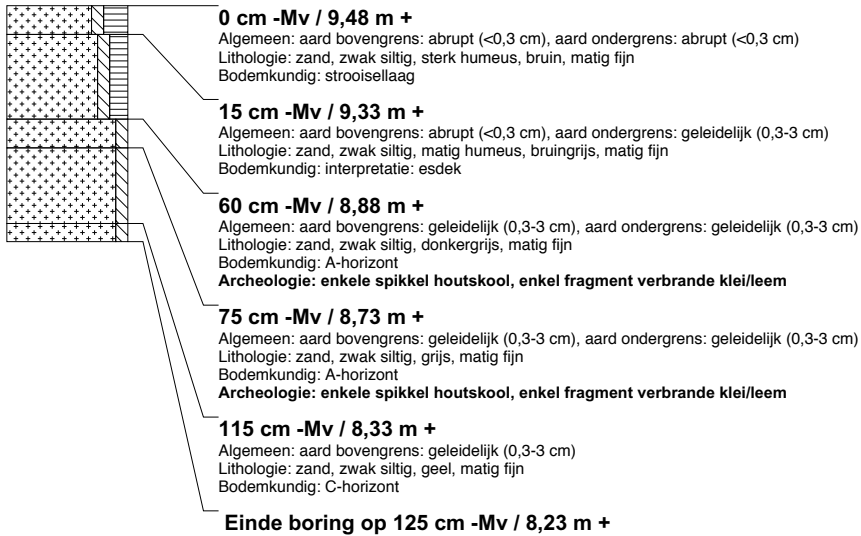 0 cm -Mv / 9,48 m +
Algemeen: aard bovengrens: abrupt (<0,3 cm), aard ondergrens: abrupt (<0,3 cm)
Lithologie: zand, zwak siltig, sterk humeus, bruin, matig fijn
Bodemkundig: strooisellaag
15 cm -Mv / 9,33 m +
Algemeen: aard bovengrens: abrupt (<0,3 cm), aard ondergrens: geleidelijk (0,3-3 cm)
Lithologie: zand, zwak siltig, matig humeus, bruingrijs, matig fijn
Bodemkundig: interpretatie: esdek
60 cm -Mv / 8,88 m +
Algemeen: aard bovengrens: geleidelijk (0,3-3 cm), aard ondergrens: geleidelijk (0,3-3 cm)
Lithologie: zand, zwak siltig, donkergrijs, matig fijn
Bodemkundig: A-horizont
Archeologie: enkele spikkel houtskool, enkel fragment verbrande klei/leem
75 cm -Mv / 8,73 m +
Algemeen: aard bovengrens: geleidelijk (0,3-3 cm), aard ondergrens: geleidelijk (0,3-3 cm)
Lithologie: zand, zwak siltig, grijs, matig fijn
Bodemkundig: A-horizont
Archeologie: enkele spikkel houtskool, enkel fragment verbrande klei/leem
115 cm -Mv / 8,33 m +
Algemeen: aard bovengrens: geleidelijk (0,3-3 cm)
Lithologie: zand, zwak siltig, geel, matig fijn
Bodemkundig: C-horizont
Einde boring op 125 cm -Mv / 8,23 m +